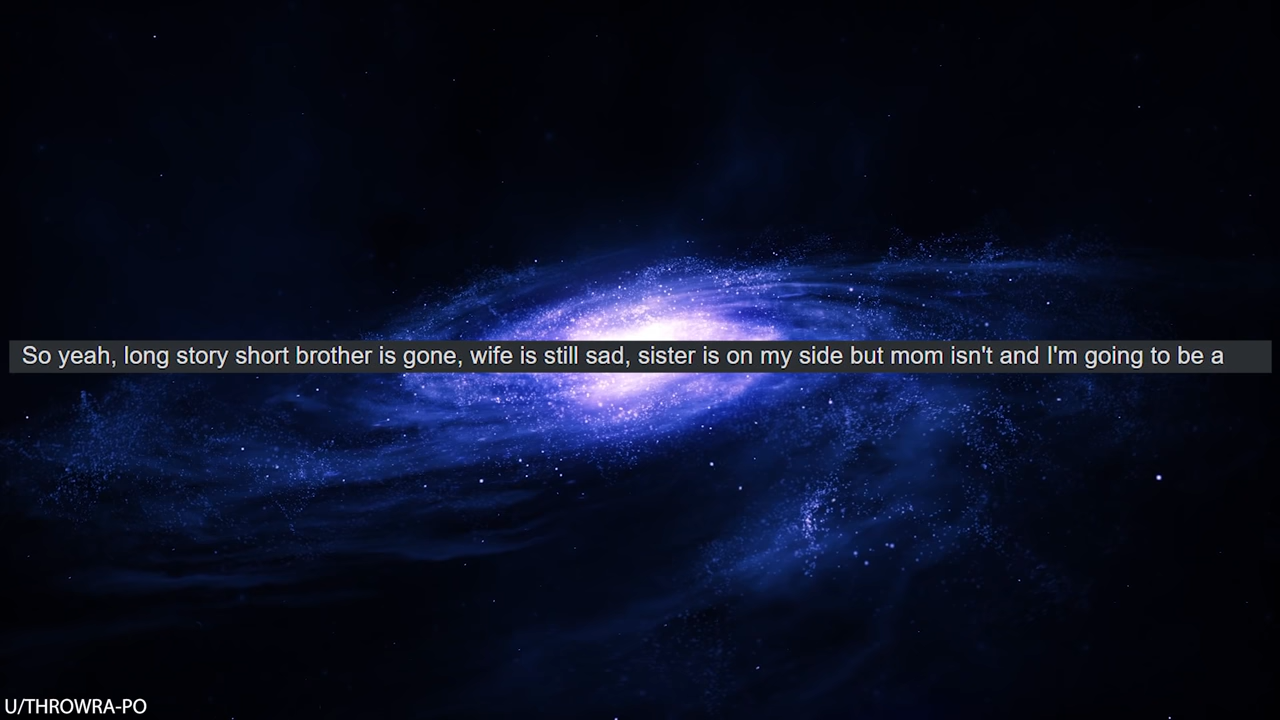 So yeah, long story short brother is gone, wife is still sad, sister is on my side but mom isn't and I'm going to be a
U/THROWRA-PO